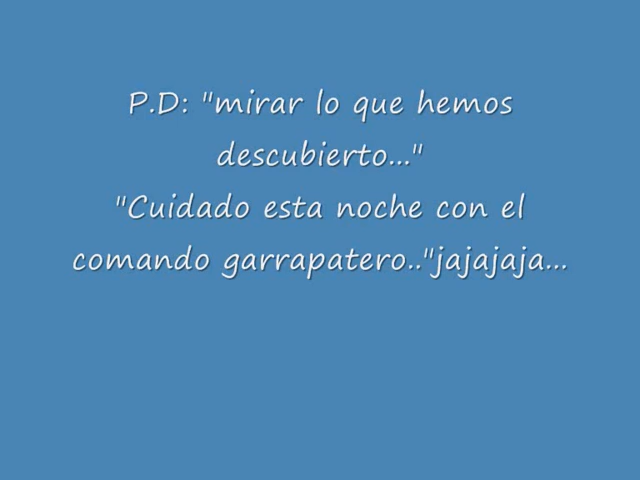 P.D: "mirar lo que hemos
descubierto..."
"Cuidado esta noche con el
comando garrapatero.."jajajaja...